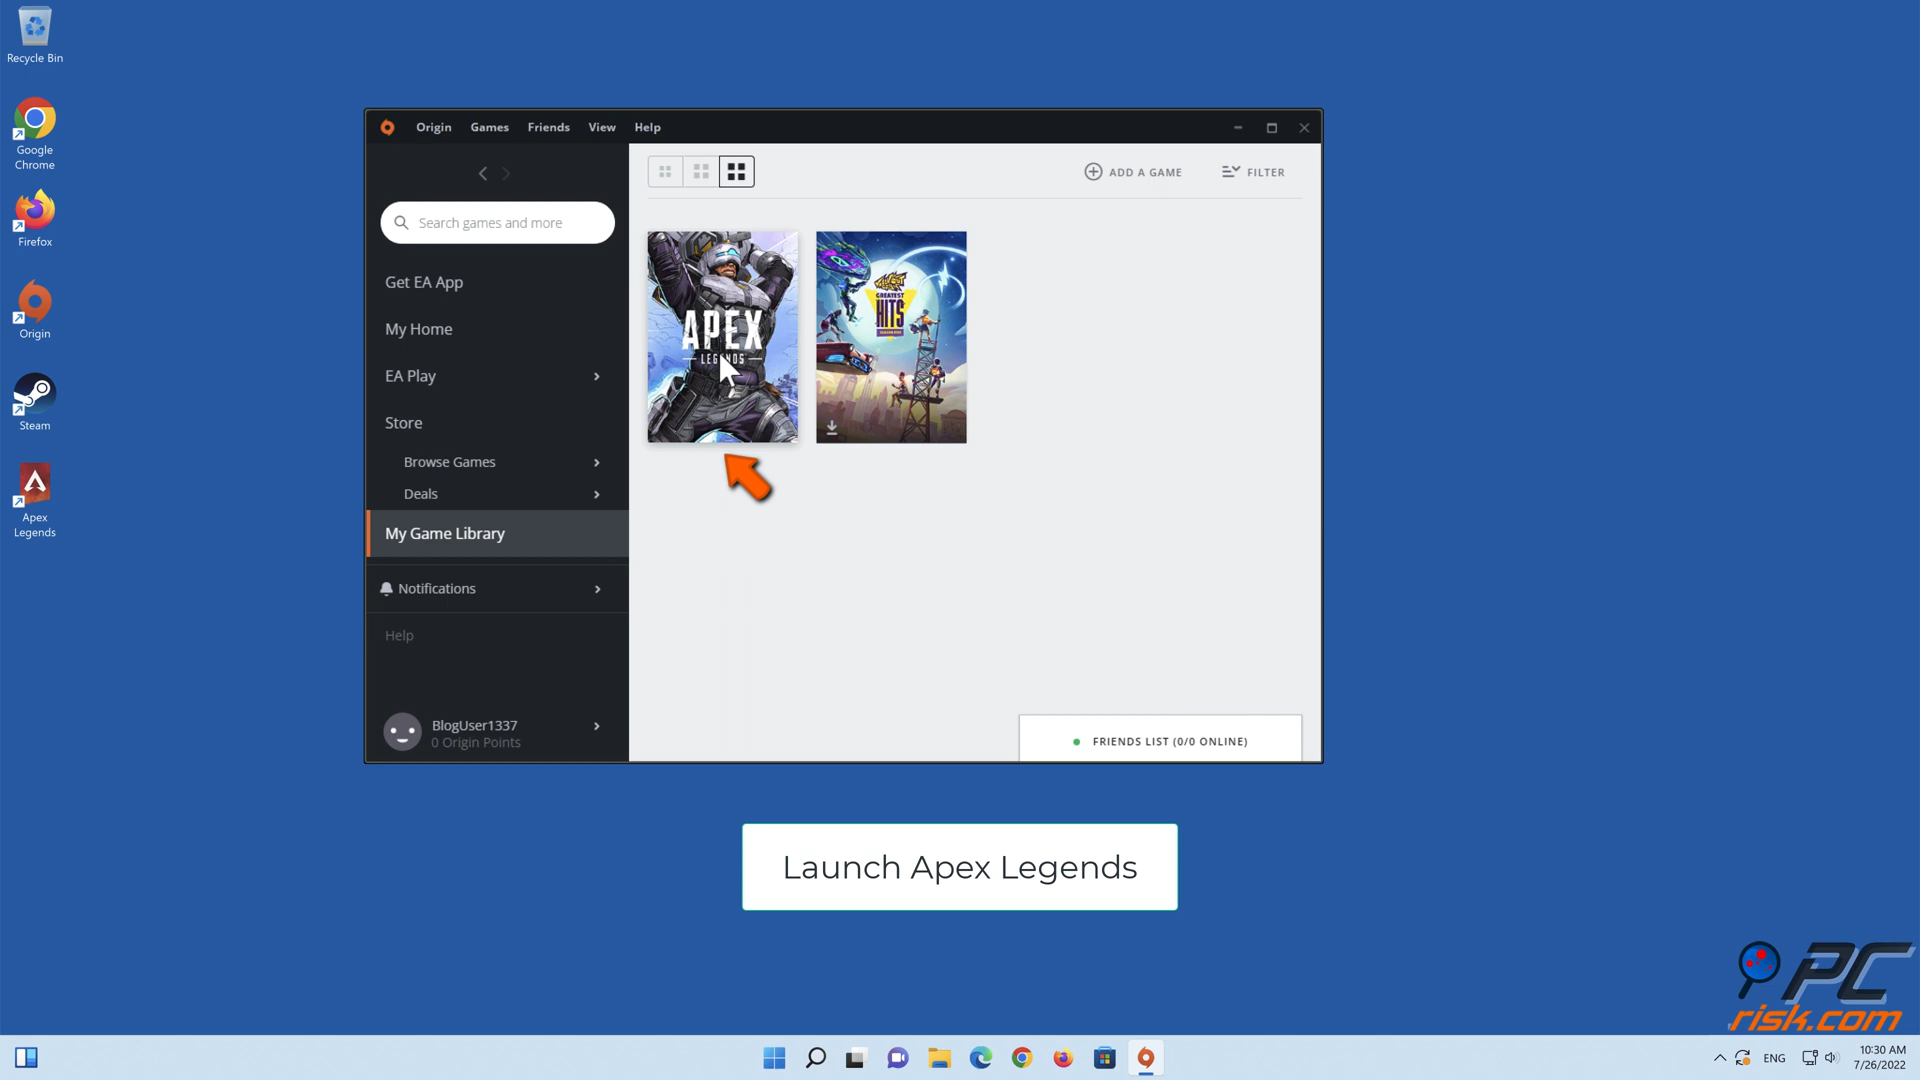 Recycle Bin
Google
Chrome
Firefox
Origin
Steam
Apex
Legends
Origin Games Friends View Help
Search games and more
Get EA App
My Home
EA Play
Store
Browse Games
Deals
My Game Library
Notifications
Help
BlogUser1337
0 Origin Points
ADD A GAME FILTER
APEX
LEGENDS
GREATEST
HITS
FRIENDS LIST (0/0 ONLINE)
Launch Apex Legends
PC
risk.com
ENG
10:30 AM
7/26/2022